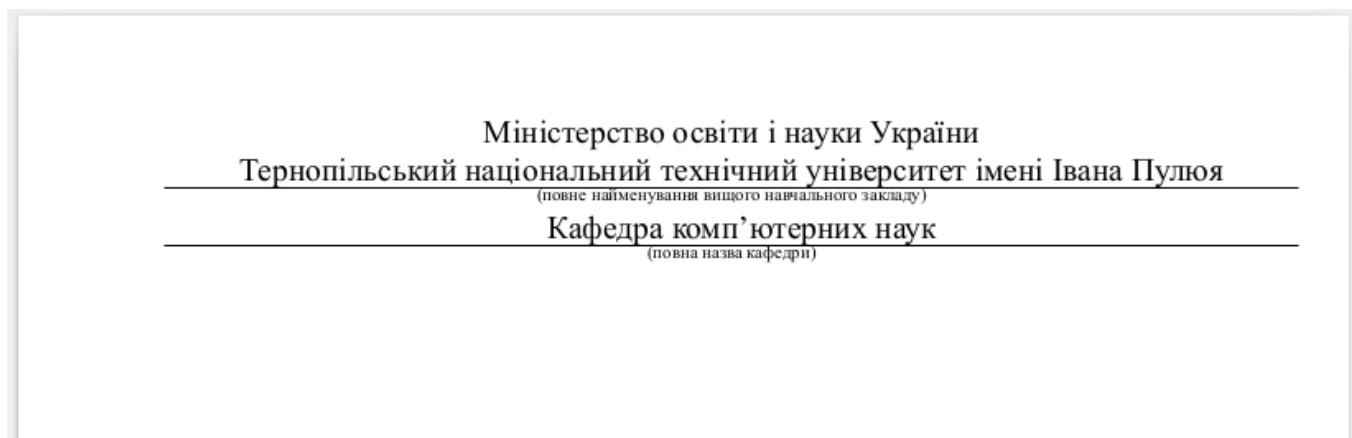 Міністерство освіти і науки України
Тернопільський національний технічний університет імені Івана Пулюя
(повне найменування вищого навчального закладу)
Кафедра комп’ютерних наук
(повна назва кафедри)